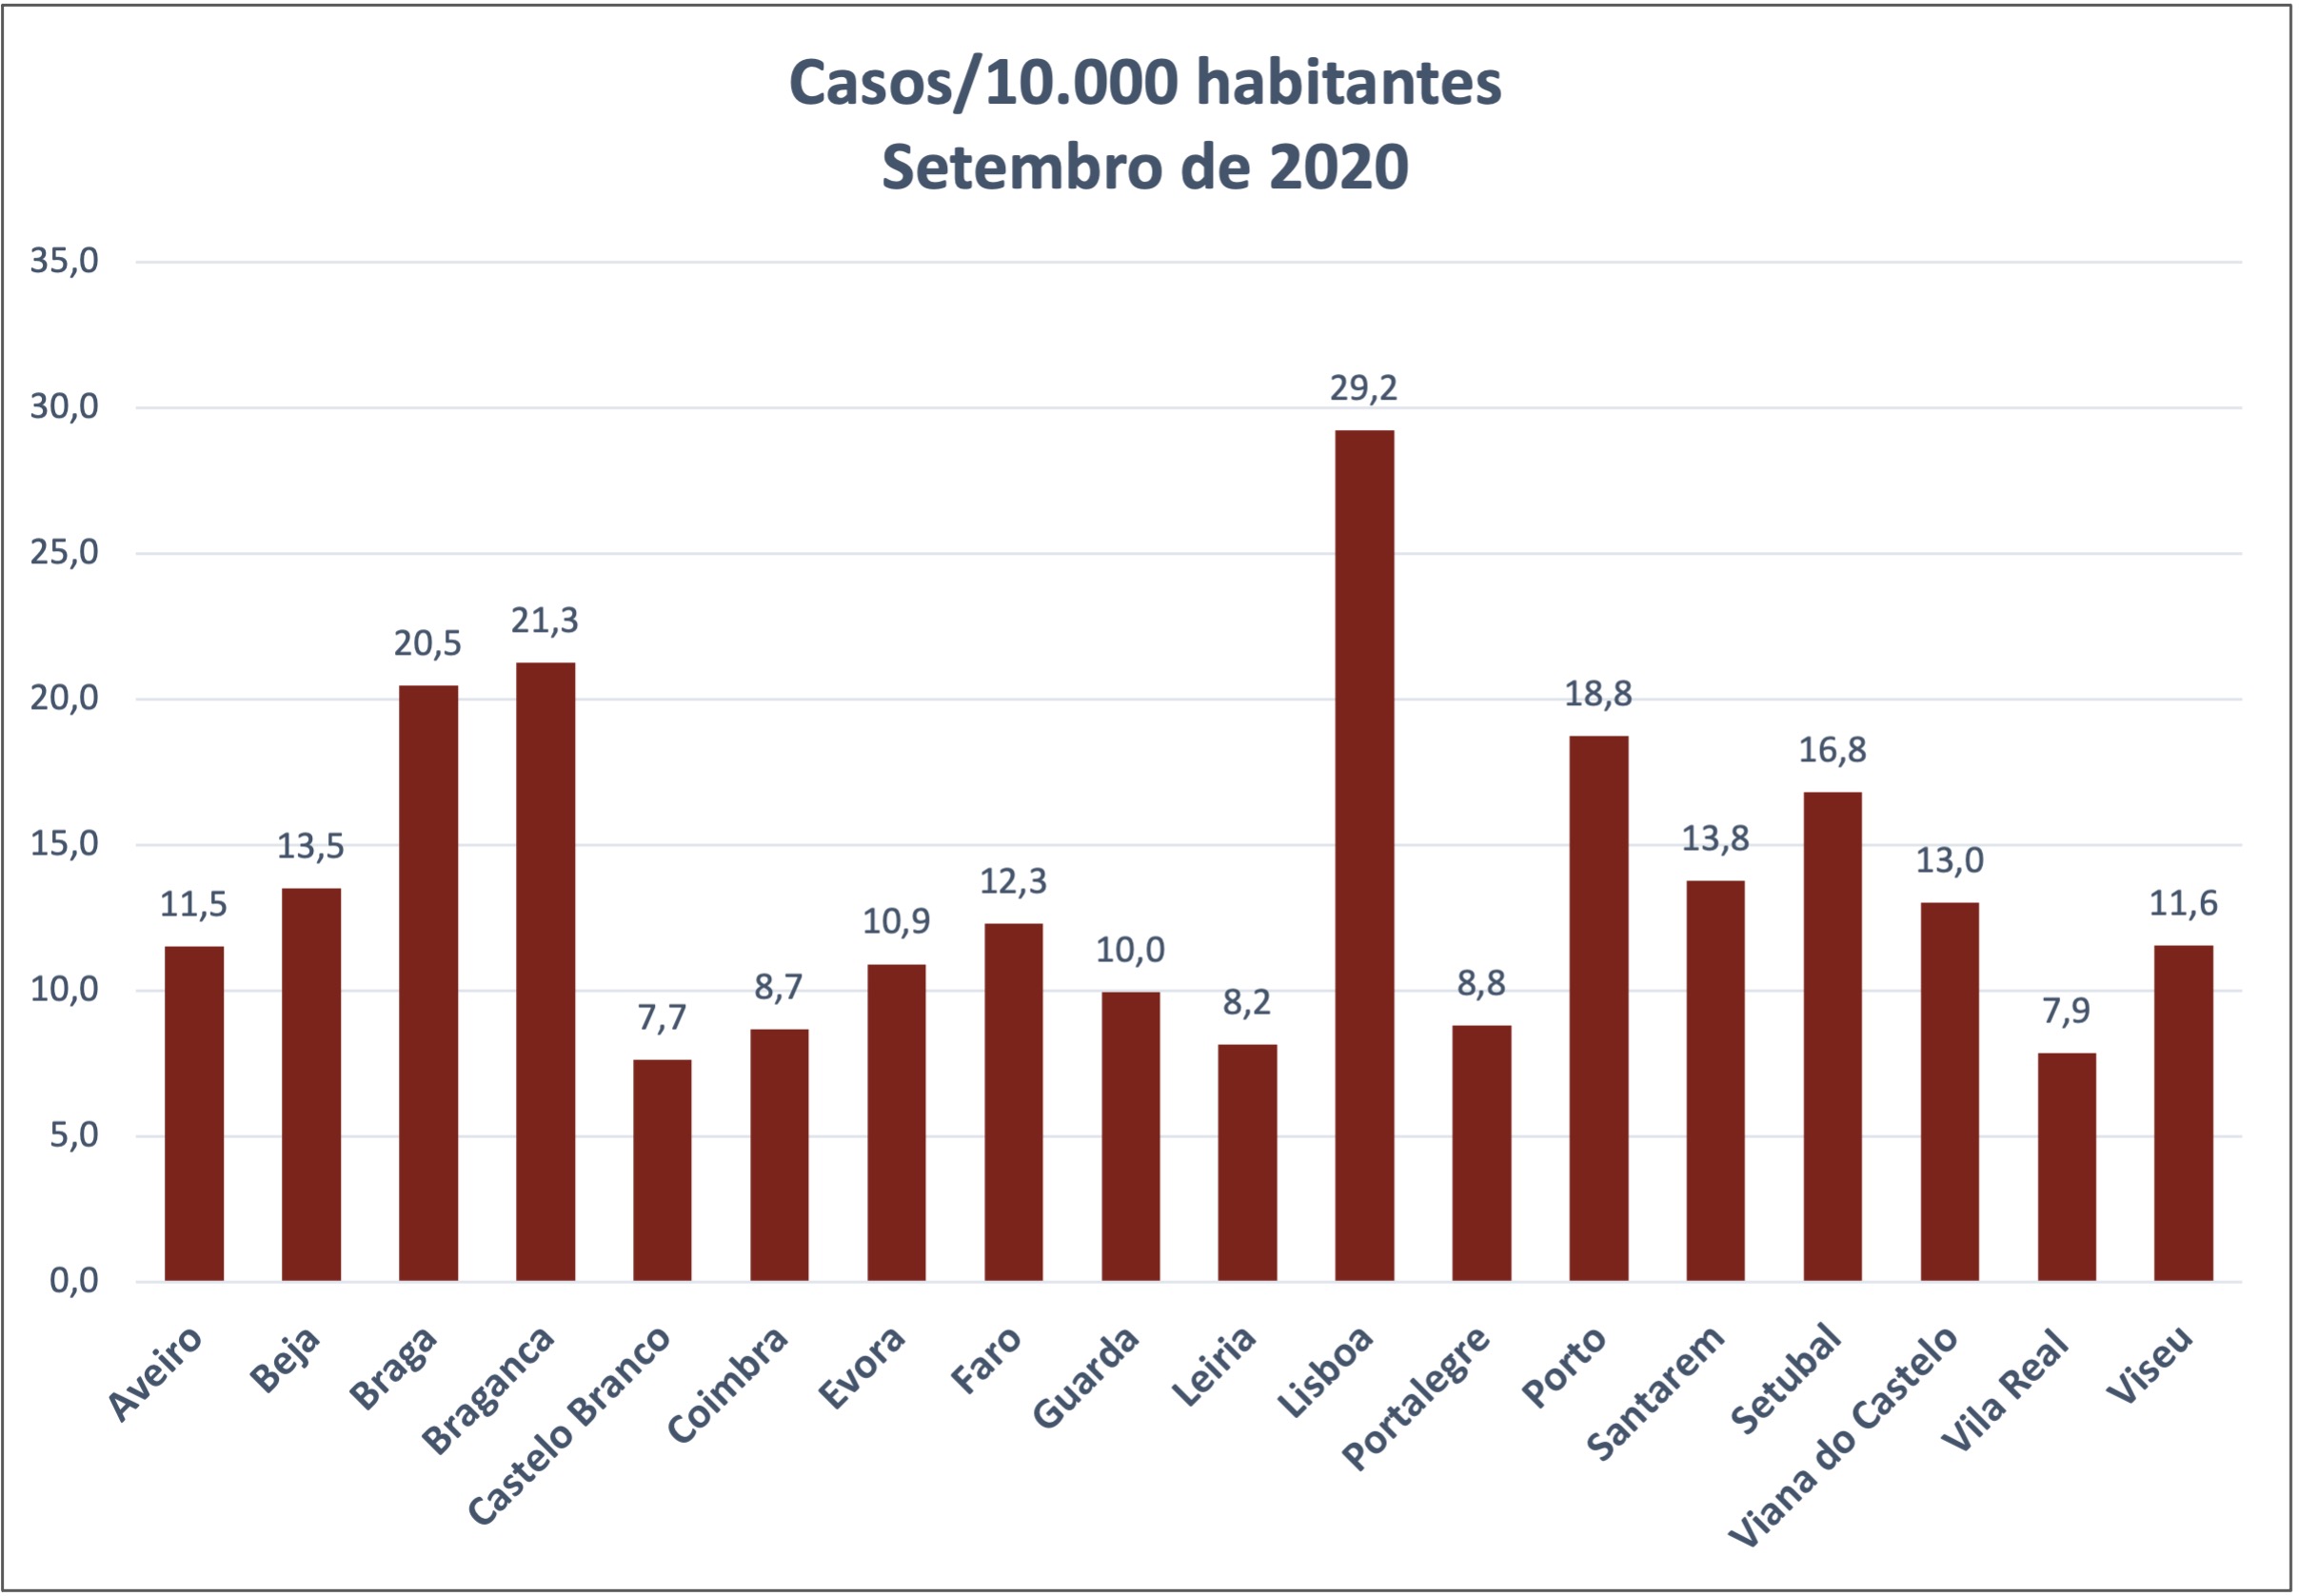 Casos/10.000 habitantes
Setembro de 2020
35,0
30,0
25,0
20,0
15,0
10,0
5,0
0,0
11,5
13,5
20,5
21,3
7,7
8,7
10,9
12,3
10,0
8,2
29,2
8,8
18,8
13,8
16,8
13,0
7,9
11,6
Aveiro
Beja
Braga
Braganca
Castelo Branco
Coimbra
Evora
Faro
Guarda
Leiria
Lisboa
Portalegre
Porto
Santarem
Setubal
Viana do Castelo
Vila Real
Viseu